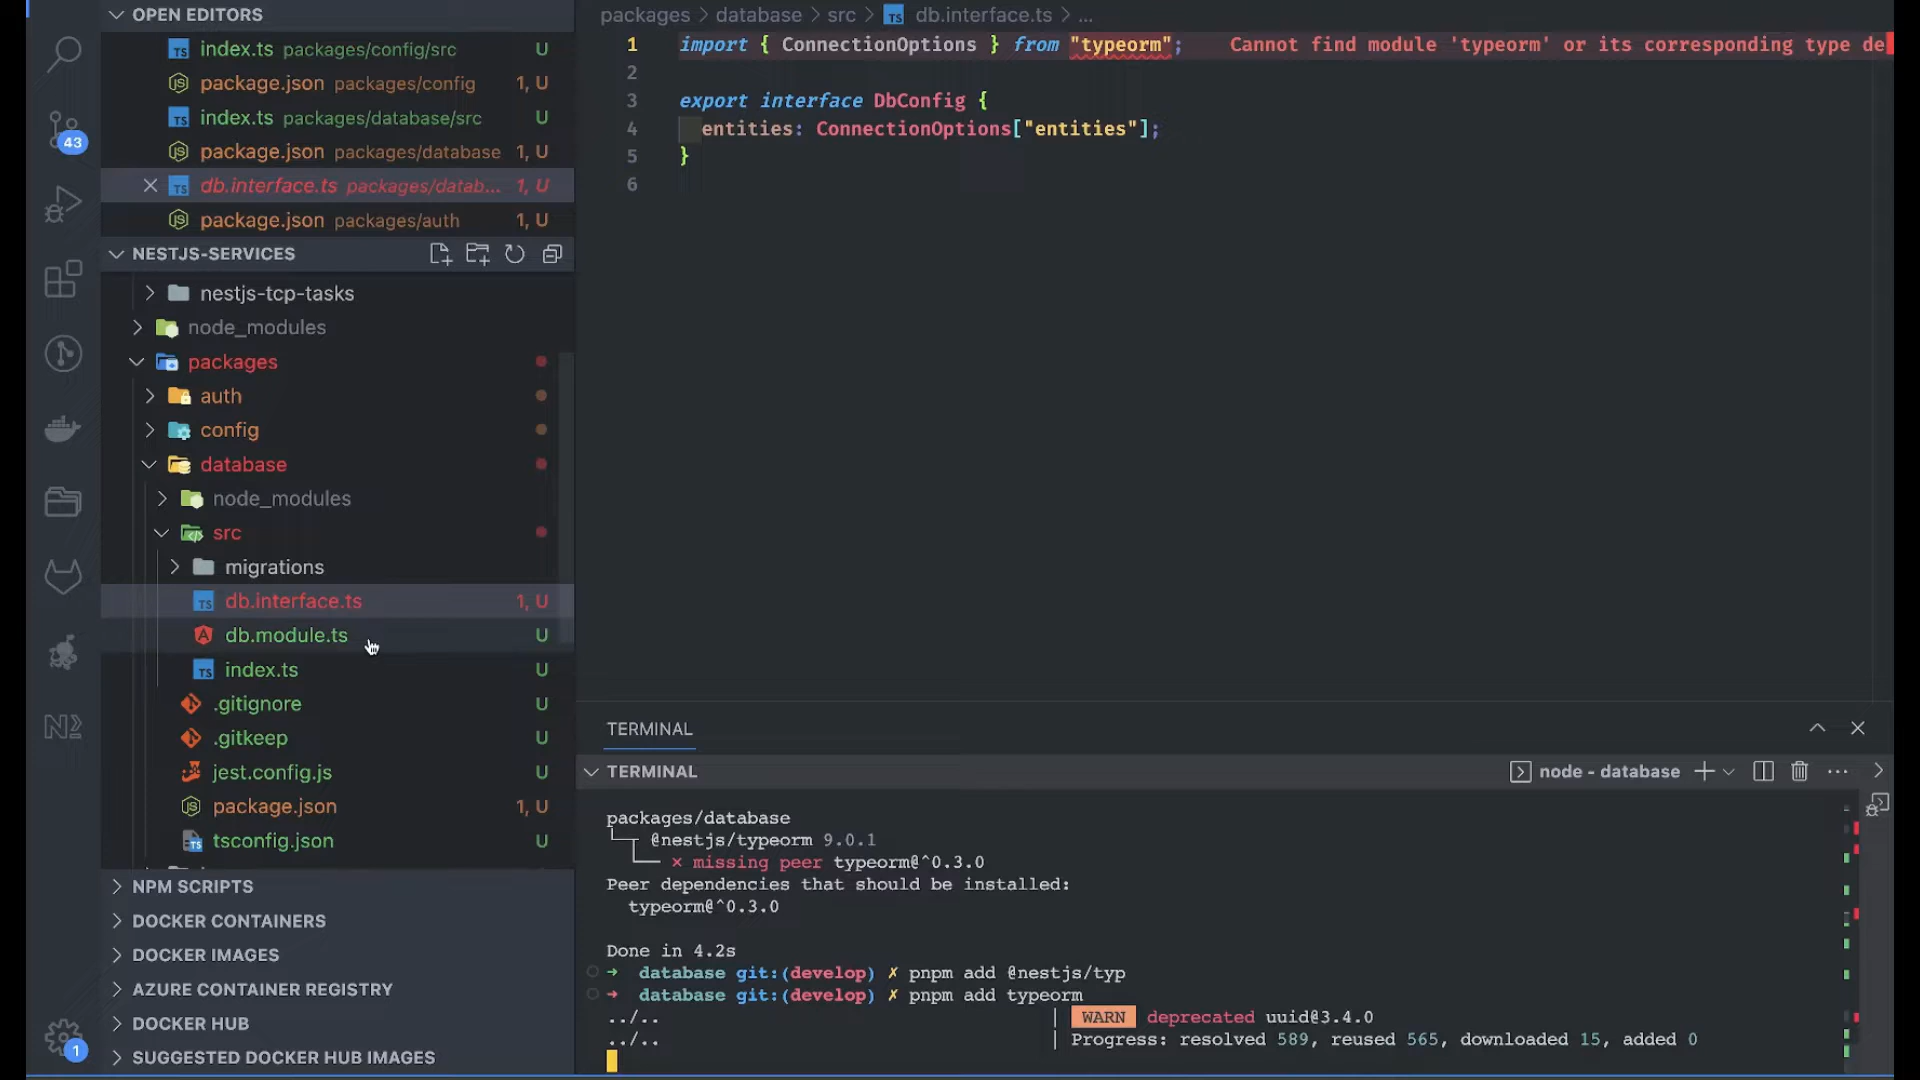 OPEN EDITORS
index.ts packages/config/src U
package.json packages/config 1, U
index.ts packages/database/src U
package.json packages/database 1, U
db.interface.ts packages/datab... 1, U
package.json packages/auth 1, U
NESTJS-SERVICES
nestjs-tcp-tasks
node_modules
packages
auth
config
database
node_modules
src
migrations
db.interface.ts 1, U
db.module.ts U
index.ts U
.gitignore U
.gitkeep U
jest.config.js U
package.json 1, U
tsconfig.json U
NPM SCRIPTS
DOCKER CONTAINERS
DOCKER IMAGES
AZURE CONTAINER REGISTRY
DOCKER HUB
SUGGESTED DOCKER HUB IMAGES
43
1
packages > database > src > TS db.interface.ts > ...
1 import { ConnectionOptions } from "typeorm"; Cannot find module 'typeorm' or its corresponding type de
2
3 export interface DbConfig {
4 entities: ConnectionOptions["entities"];
5 }
6
TERMINAL
TERMINAL
node - database
packages/database
└─┬ @nestjs/typeorm 9.0.1
└── × missing peer typeorm@^0.3.0
Peer dependencies that should be installed:
typeorm@^0.3.0
Done in 4.2s
→ database git:(develop) ✗ pnpm add @nestjs/typ
→ database git:(develop) ✗ pnpm add typeorm
../.. | WARN deprecated uuid@3.4.0
../.. | Progress: resolved 589, reused 565, downloaded 15, added 0